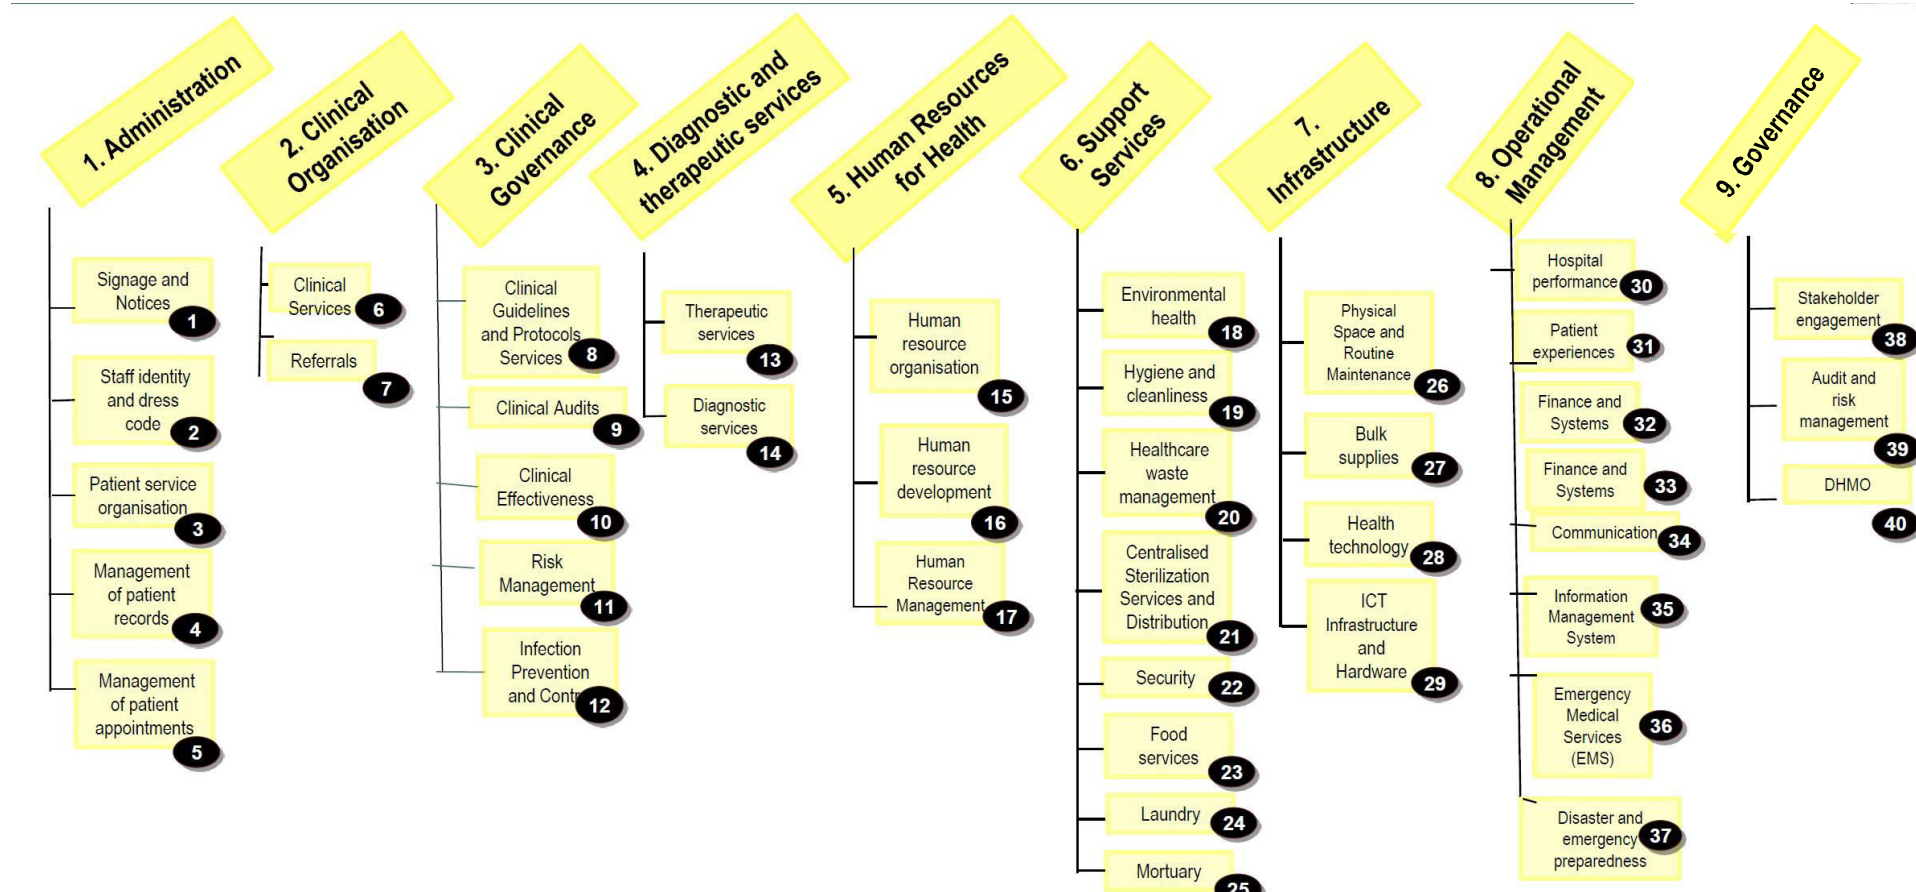 1. Administration
Signage and
Notices
1
Staff identity
and dress
code
2
Patient service
organisation
3
Management
of patient
records
4
Management
of patient
appointments
5
2. Clinical
Organisation
Clinical
Services
6
Referrals
7
3. Clinical
Governance
Clinical
Guidelines
and Protocols
Services
8
Clinical Audits
9
Clinical
Effectiveness
10
Risk
Management
11
Infection
Prevention
and Contr
12
4. Diagnostic and
therapeutic services
Therapeutic
services
13
Diagnostic
services
14
5. Human Resources
for Health
Human
resource
organisation
15
Human
resource
development
16
Human
Resource
Management
17
6. Support
Services
Environmental
health
18
Hygiene and
cleanliness
19
Healthcare
waste
management
20
Centralised
Sterilization
Services and
Distribution
21
Security
22
Food
services
23
Laundry
24
Mortuary
25
7.
Infrastructure
Physical
Space and
Routine
Maintenance
26
Bulk
supplies
27
Health
technology
28
ICT
Infrastructure
and
Hardware
29
8. Operational
Management
Hospital
performance
30
Patient
experiences
31
Finance and
Systems
32
Finance and
Systems
33
Communication
34
Information
Management
System
35
Emergency
Medical
Services
(EMS)
36
Disaster and
emergency
preparedness
37
9. Governance
Stakeholder
engagement
38
Audit and
risk
management
39
DHMO
40